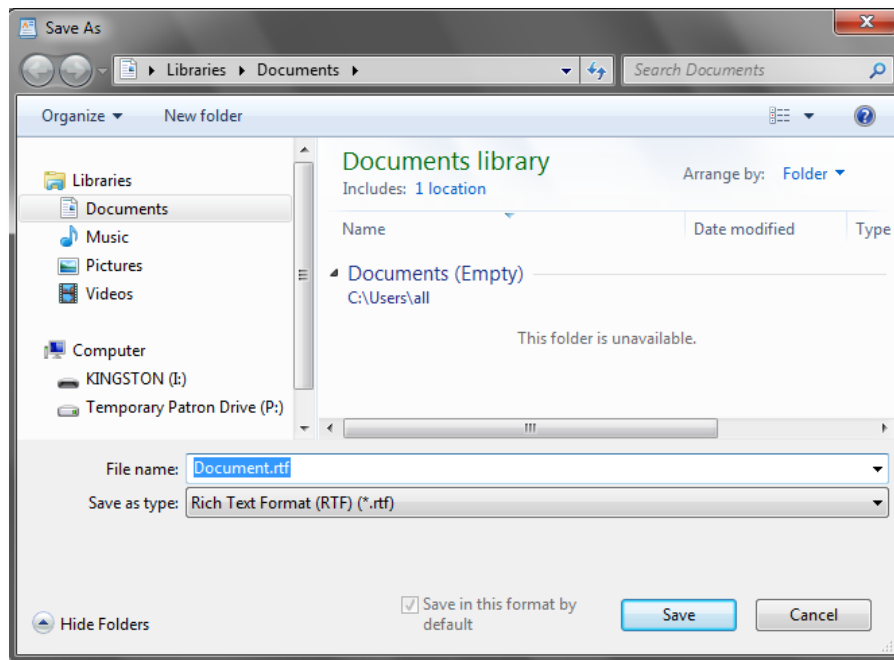 Save As
Libraries Documents
Search Documents
Organize New folder
Documents library
Includes: 1 location
Arrange by: Folder
Name Date modified Type
Libraries
Documents
Music
Pictures
Videos
Computer
KINGSTON (I:)
Temporary Patron Drive (P:)
Documents (Empty)
C:\Users\all
This folder is unavailable.
File name: Document.rtf
Save as type: Rich Text Format (RTF) (*.rtf)
Hide Folders
Save in this format by
default
Save Cancel